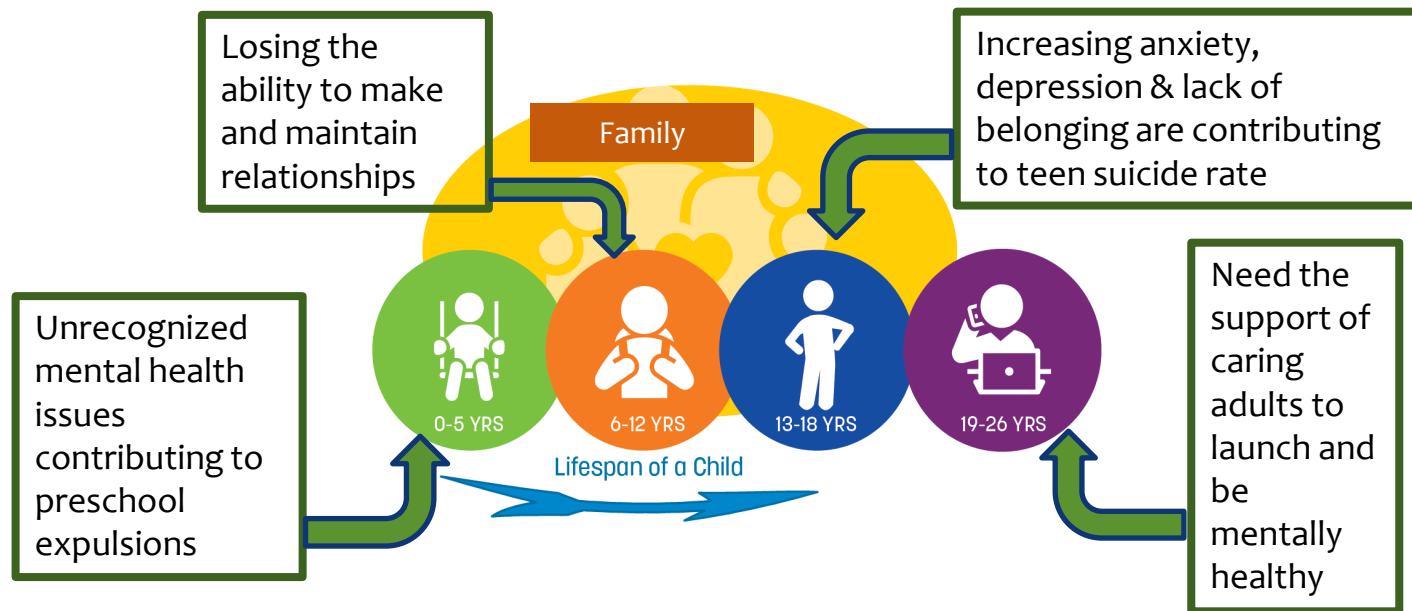 Losing the
ability to make
and maintain
relationships
Family
Increasing anxiety,
depression & lack of
belonging are contributing
to teen suicide rate
Unrecognized
mental health
issues
contributing to
preschool
expulsions
0-5 YRS
6-12 YRS
13-18 YRS
19-26 YRS
Lifespan of a Child
Need the
support of
caring
adults to
launch and
be
mentally
healthy